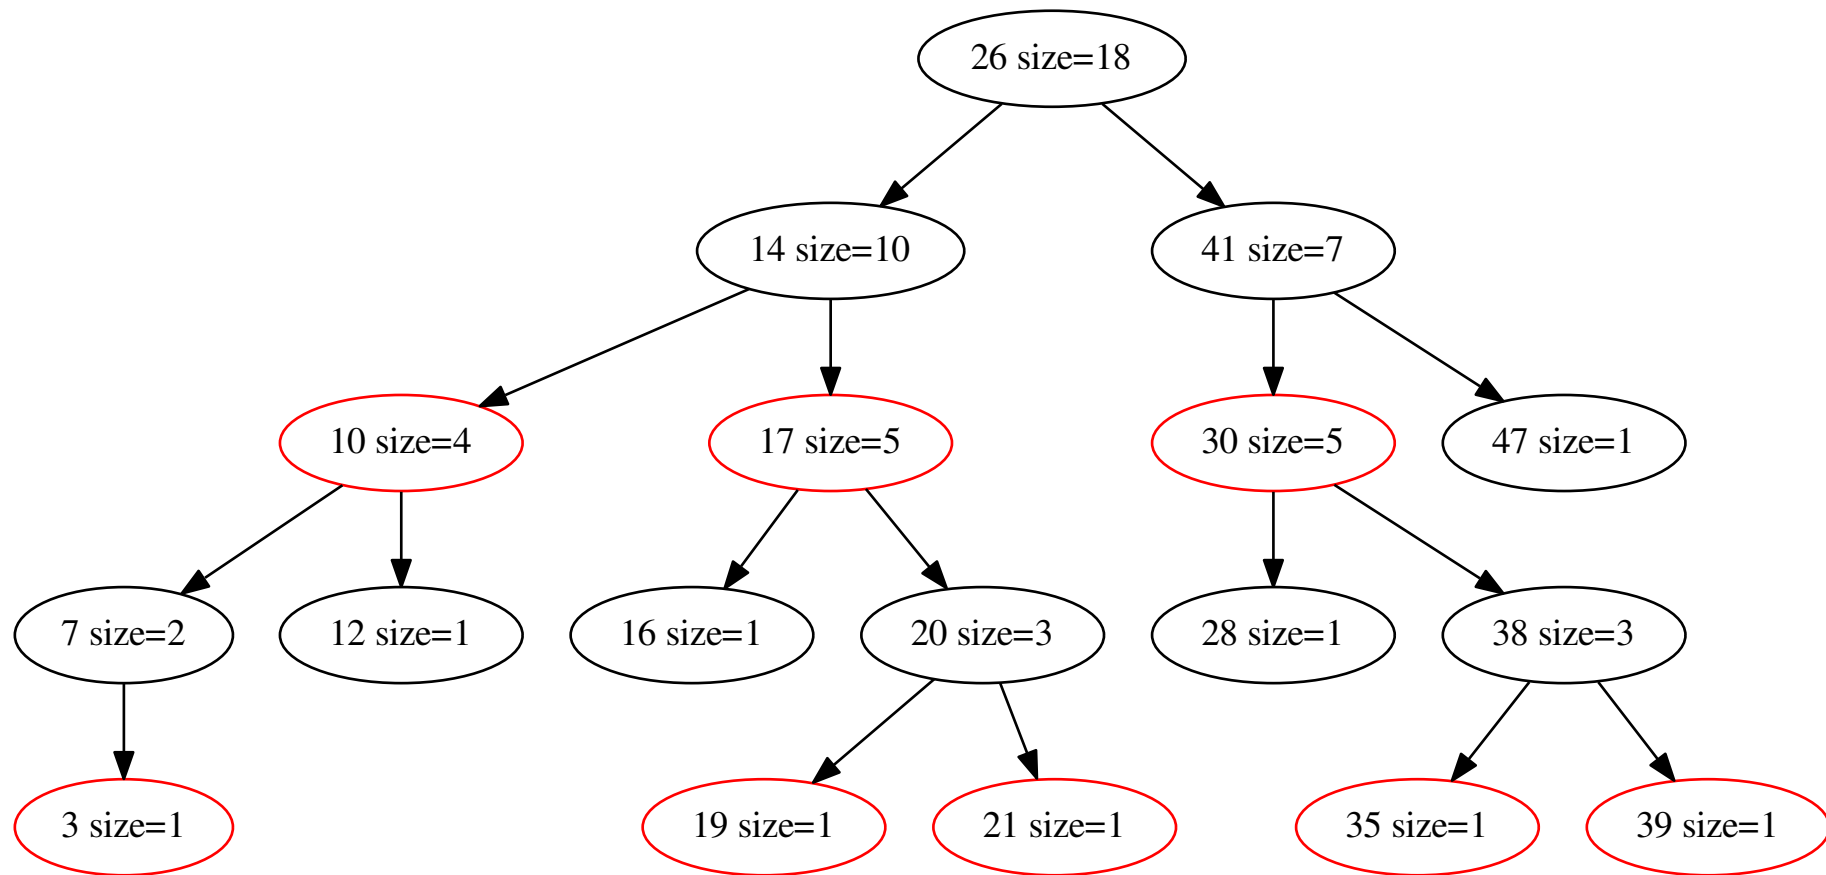 26 size=18
14 size=10
41 size=7
10 size=4
17 size=5
30 size=5
47 size=1
7 size=2
12 size=1
16 size=1
20 size=3
28 size=1
38 size=3
3 size=1
19 size=1
21 size=1
35 size=1
39 size=1